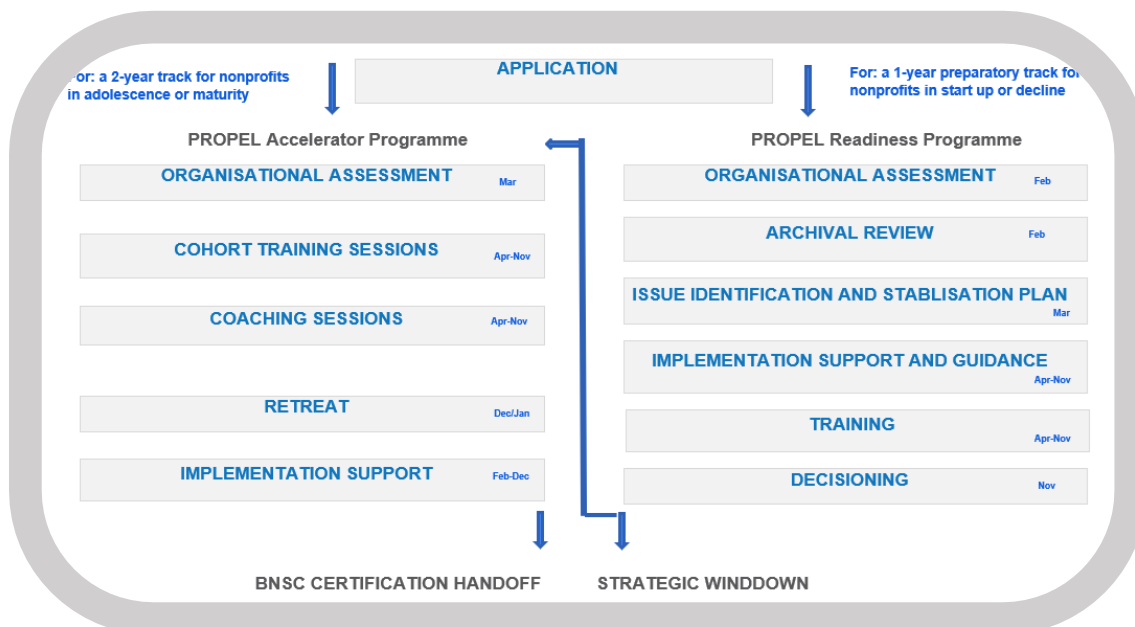 APPLICATION
For: a 2-year track for nonprofits
in adolescence or maturity
For: a 1-year preparatory track for
nonprofits in start up or decline
PROPEL Accelerator Programme
ORGANISATIONAL ASSESSMENT Mar
COHORT TRAINING SESSIONS Apr-Nov
COACHING SESSIONS Apr-Nov
RETREAT Dec/Jan
IMPLEMENTATION SUPPORT Feb-Dec
BNSC CERTIFICATION HANDOFF
PROPEL Readiness Programme
ORGANISATIONAL ASSESSMENT Feb
ARCHIVAL REVIEW Feb
ISSUE IDENTIFICATION AND STABLISATION PLAN
Mar
IMPLEMENTATION SUPPORT AND GUIDANCE
Apr-Nov
TRAINING
Apr-Nov
DECISIONING Nov
STRATEGIC WINDDOWN